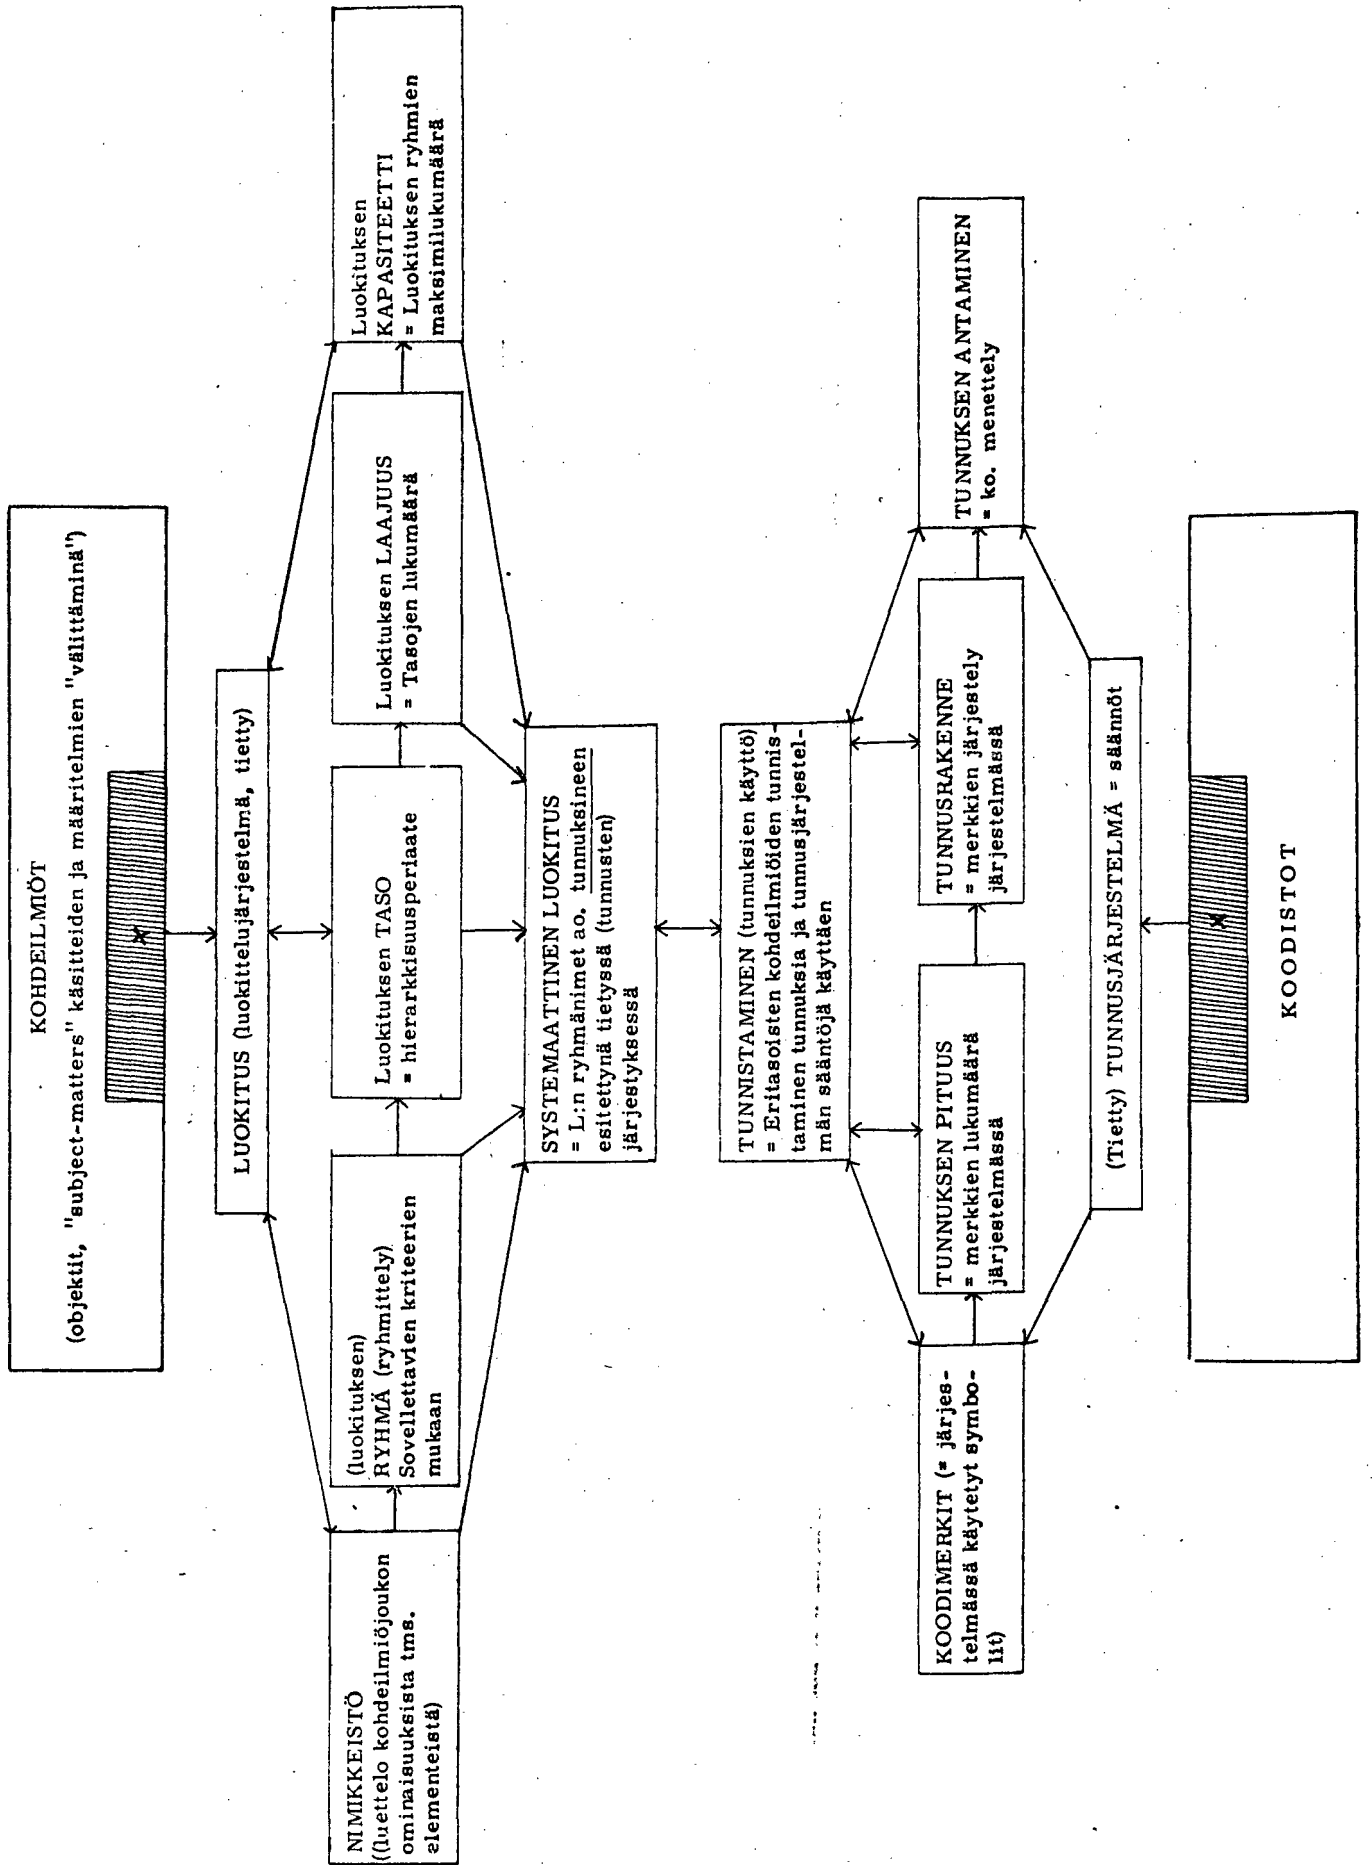 KOHDEILMIÖT
(objektit, "subject-matters" käsitteiden ja määritelmien "välittäminä")
x
LUOKITUS (luokittelujärjestelmä, tietty)
NIMIKKEISTÖ
((luettelo kohdeilmiöjoukon
ominaisuuksista tms.
elementeistä)
(luokituksen)
RYHMÄ (ryhmittely)
Sovellettavien kriteerien
mukaan
Luokituksen TASO
= hierarkkisuusperiaate
Luokituksen LAAJUUS
= Tasojen lukumäärä
Luokituksen
KAPASITEETTI
= Luokituksen ryhmien
maksimilukumäärä
SYSTEMAATTINEN LUOKITUS
= L:n ryhmänimet ao. tunnuksineen
esitettynä tietyssä (tunnusten)
järjestyksessä
TUNNISTAMINEN (tunnuksien käyttö)
= Eritasoisten kohdeilmiöiden tunnis-
taminen tunnuksia ja tunnusjärjestel-
män sääntöjä käyttäen
KOODIMERKIT (= järjes-
telmässä käytetyt symbo-
lit)
TUNNUKSEN PITUUS
= merkkien lukumäärä
järjestelmässä
TUNNUSRAKENNE
= merkkien järjestely
järjestelmässä
TUNNUKSEN ANTAMINEN
= ko. menettely
(Tietty) TUNNUSJÄRJESTELMÄ = säännöt
x
KOODISTOT